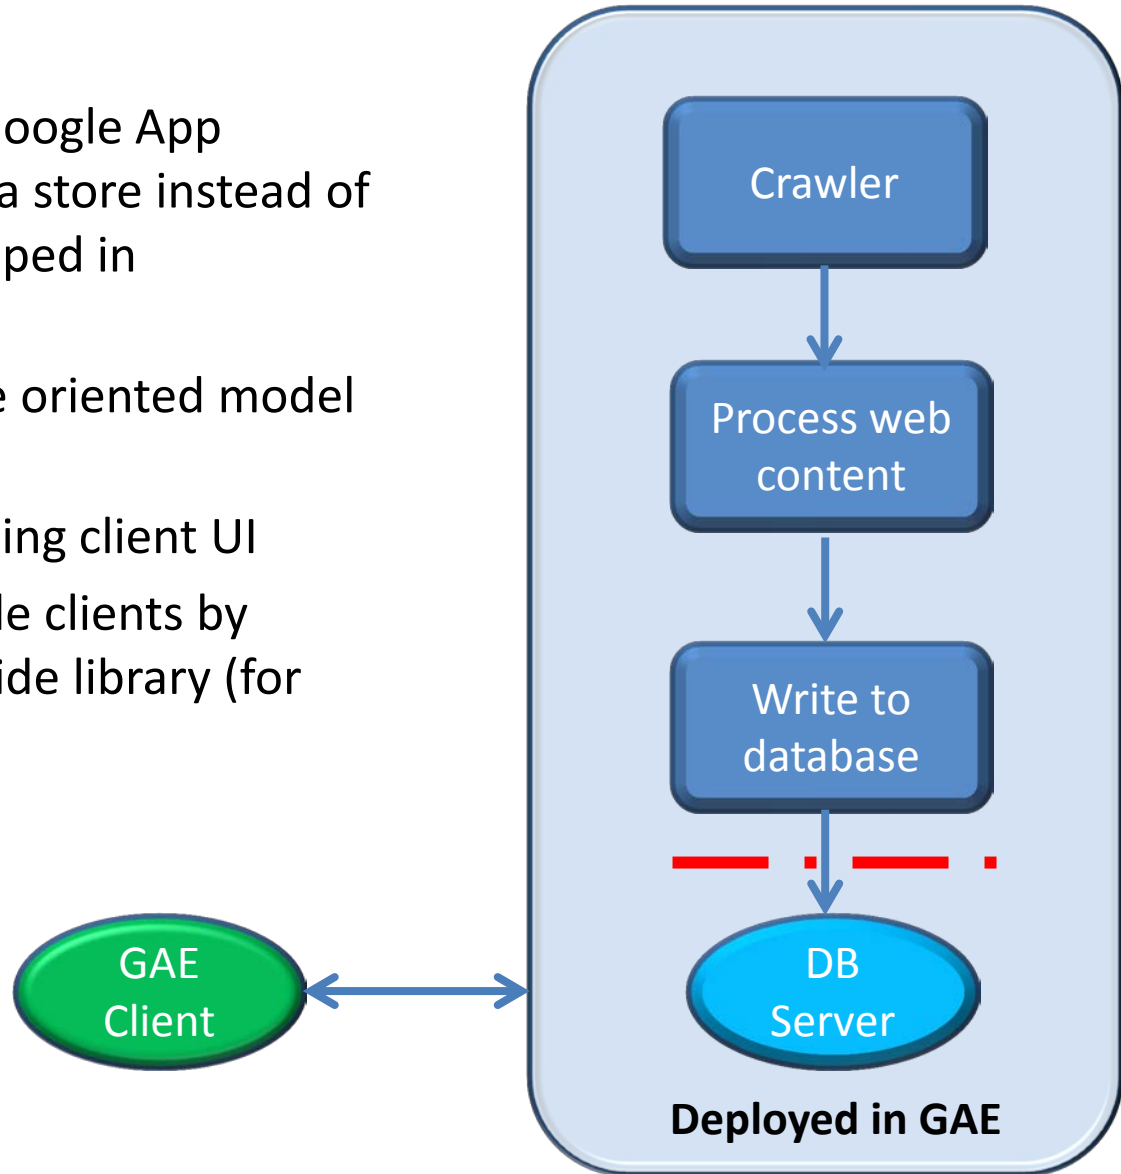 oogle App
a store instead of
ped in
e oriented model
ing client UI
le clients by
ide library (for
Crawler
Process web
content
Write to
database
GAE
Client
DB
Server
Deployed in GAE